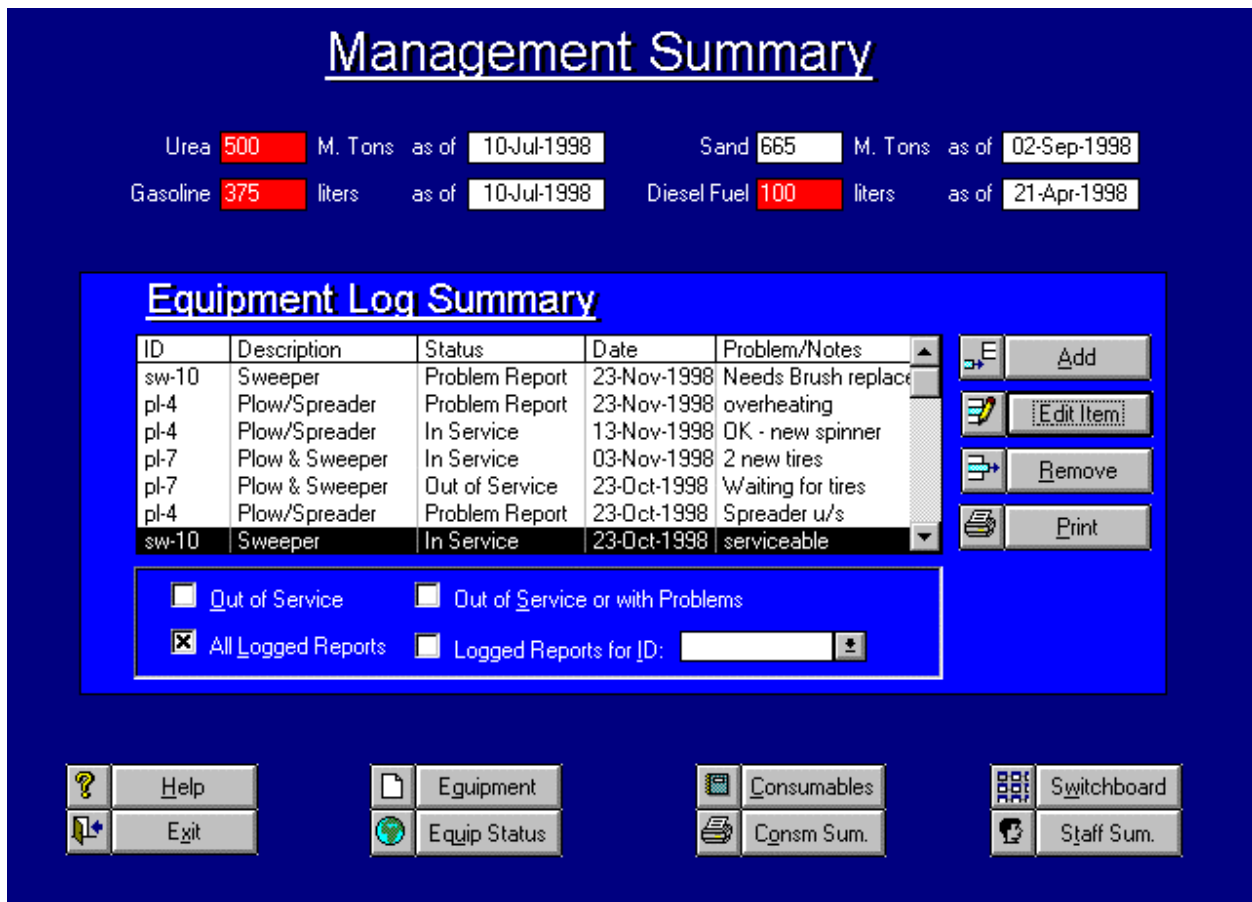 Management Summary
Urea 500 M. Tons as of 10-Jul-1998 Sand 665 M. Tons as of 02-Sep-1998
Gasoline 375 liters as of 10-Jul-1998 Diesel Fuel 100 liters as of 21-Apr-1998
Equipment Log Summary
ID Description Status Date Problem/Notes
sw-10 Sweeper Problem Report 23-Nov-1998 Needs Brush replace
pl-4 Plow/Spreader Problem Report 23-Nov-1998 overheating
pl-4 Plow/Spreader In Service 13-Nov-1998 OK - new spinner
pl-7 Plow & Sweeper In Service 03-Nov-1998 2 new tires
pl-7 Plow & Sweeper Out of Service 23-Oct-1998 Waiting for tires
pl-4 Plow/Spreader Problem Report 23-Oct-1998 Spreader u/s
sw-10 Sweeper In Service 23-Oct-1998 serviceable
Add
Edit Item
Remove
Print
Out of Service Out of Service or with Problems
All Logged Reports Logged Reports for ID:
Help Equipment Consumables Switchboard
Exit Equip Status Consm Sum. Staff Sum.